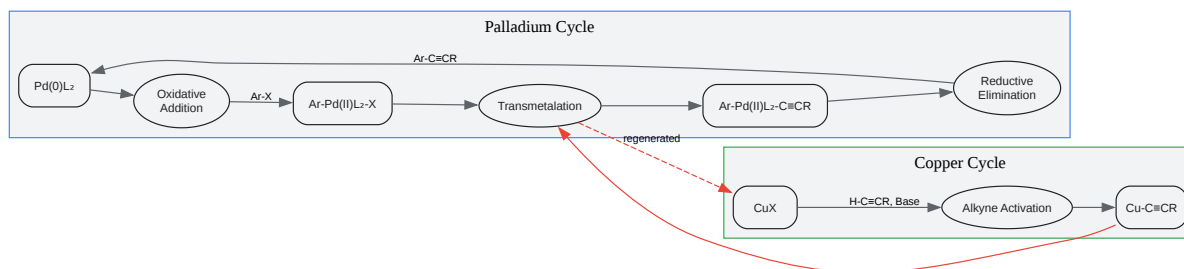 Palladium Cycle
Ar-C≡CR
Pd(0)L₂
Oxidative
Addition
Ar-X
Ar-Pd(II)L₂-X
Transmetalation
Ar-Pd(II)L₂-C≡CR
Reductive
Elimination
regenerated
Copper Cycle
CuX
H-C≡CR, Base
Alkyne Activation
Cu-C≡CR